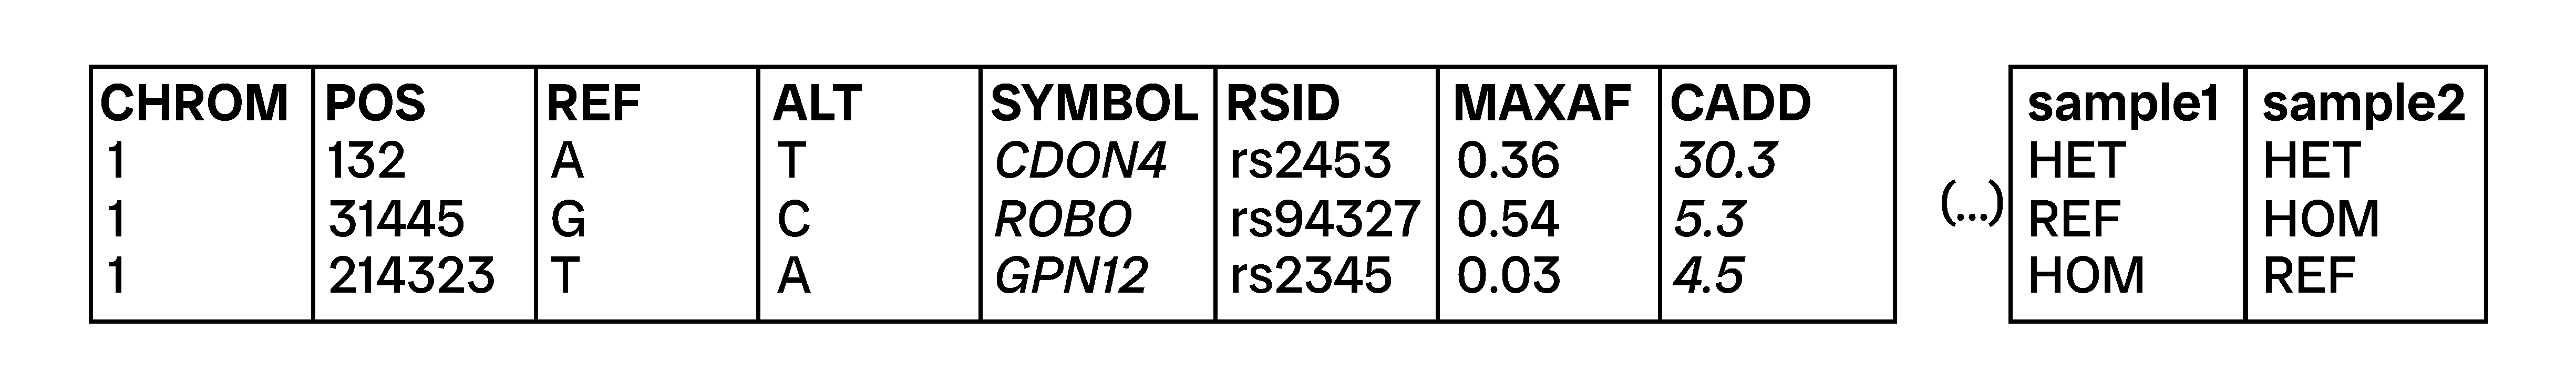 CHROM POS REF ALT SYMBOL RSID MAXAF CADD sample1 sample2
1 132 A T CDON4 rs2453 0.36 30.3 HET HET
(...)
1 31445 G C ROBO rs94327 0.54 5.3 REF HOM
1 214323 T A GPN12 rs2345 0.03 4.5 HOM REF